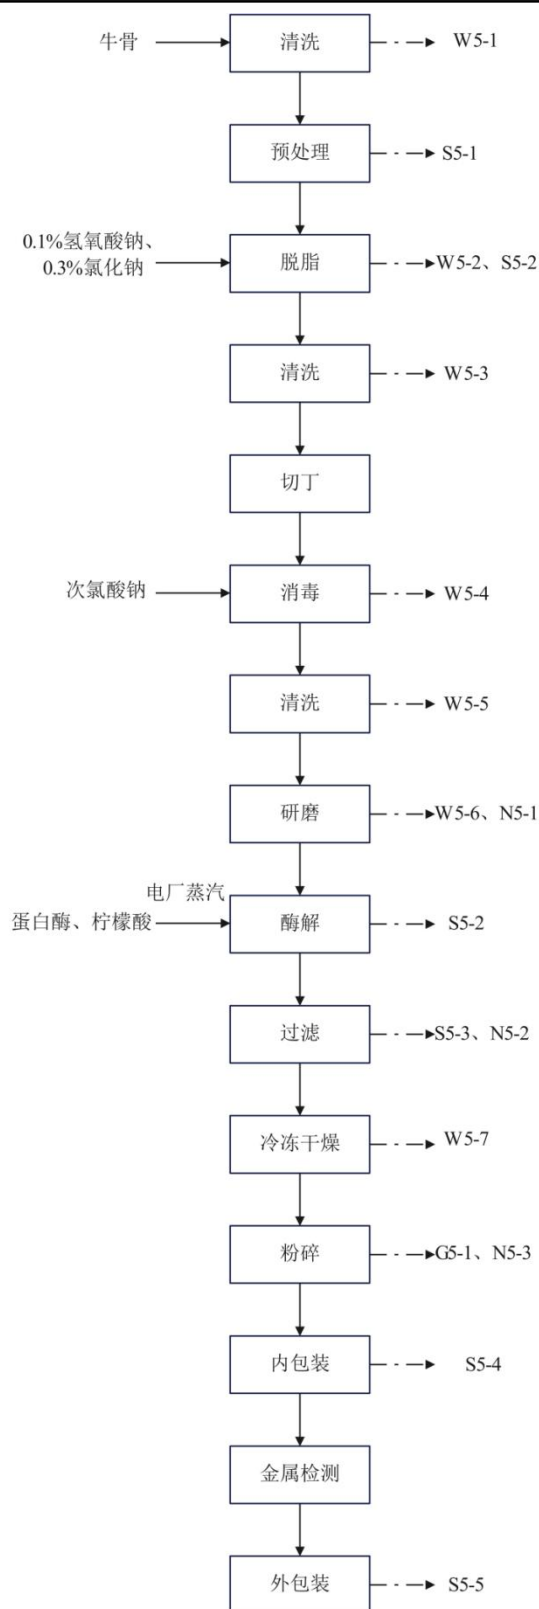 牛骨
清洗
W5-1
预处理
S5-1
0.1%氢氧酸钠、
0.3%氯化钠
脱脂
W5-2、S5-2
清洗
W5-3
切丁
次氯酸钠
消毒
W5-4
清洗
W5-5
研磨
W5-6、N5-1
电厂蒸汽
蛋白酶、柠檬酸
酶解
S5-2
过滤
S5-3、N5-2
冷冻干燥
W5-7
粉碎
G5-1、N5-3
内包装
S5-4
金属检测
外包装
S5-5